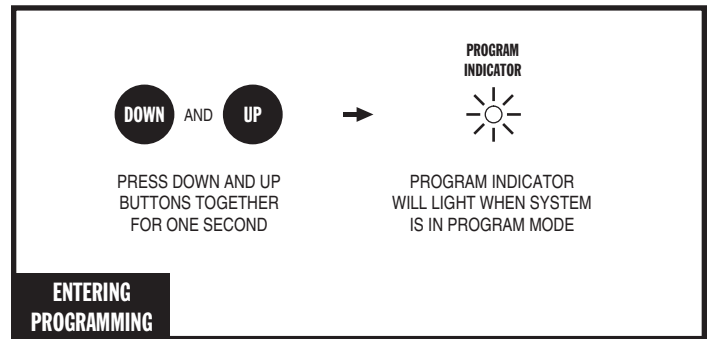 PROGRAM
INDICATOR
DOWN AND UP
PRESS DOWN AND UP
BUTTONS TOGETHER
FOR ONE SECOND
PROGRAM INDICATOR
WILL LIGHT WHEN SYSTEM
IS IN PROGRAM MODE
ENTERING
PROGRAMMING